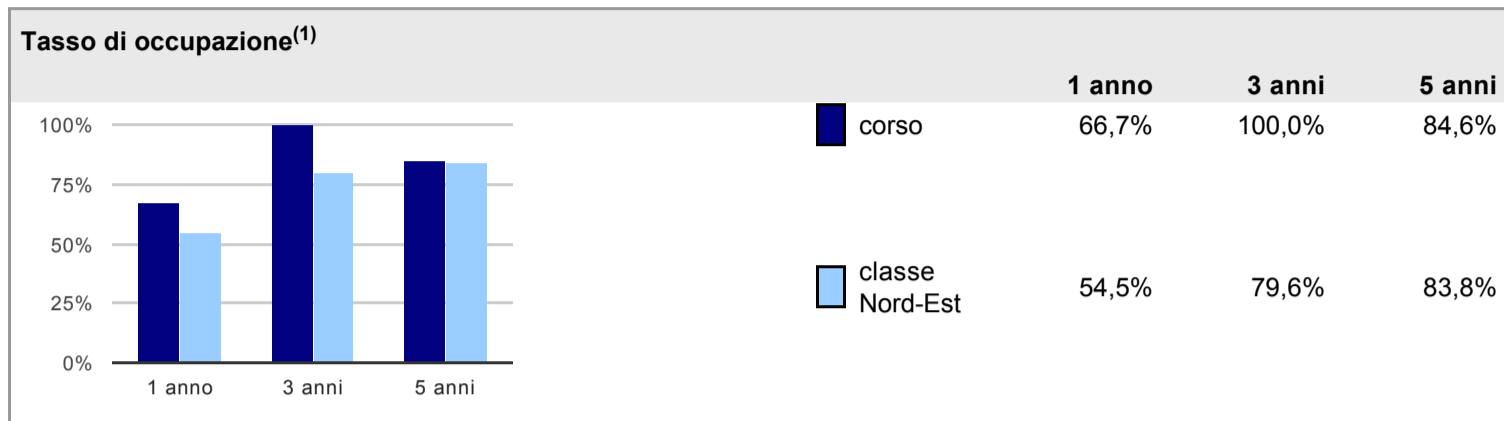 Tasso di occupazione(1)
1 anno 3 anni 5 anni
100%
75%
50%
25%
0%
1 anno 3 anni 5 anni
corso 66,7% 100,0% 84,6%
classe
Nord-Est 54,5% 79,6% 83,8%